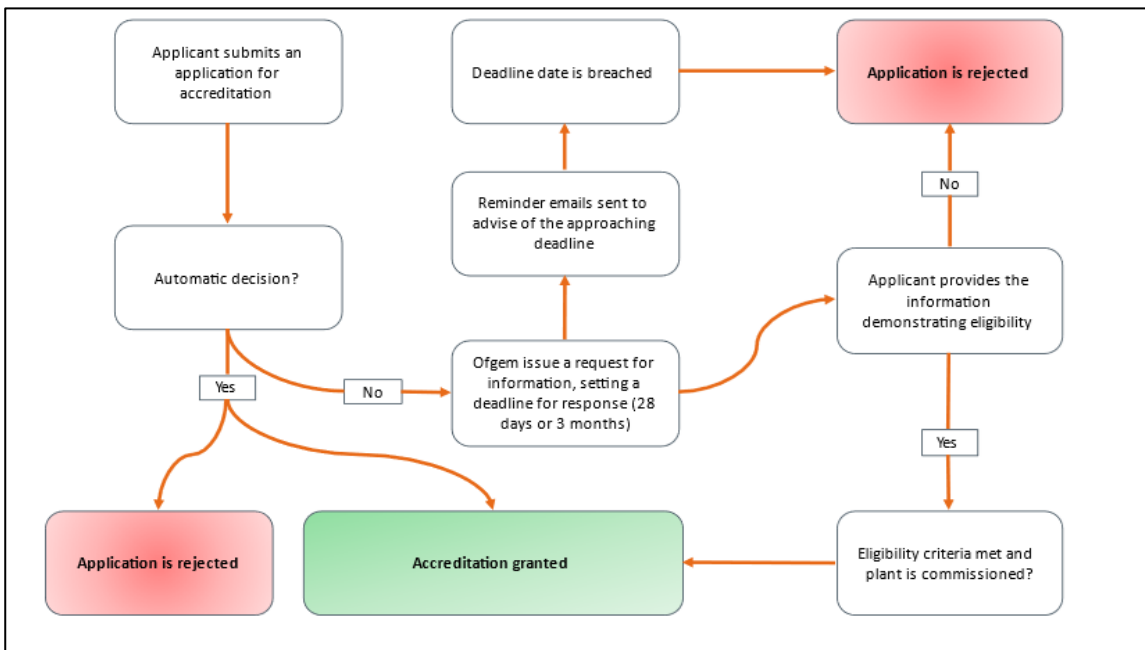 Applicant submits an
application for
accreditation
Deadline date is breached
Application is rejected
No
Reminder emails sent to
advise of the approaching
deadline
Automatic decision?
Applicant provides the
information
demonstrating eligibility
Ofgem issue a request for
information, setting a
deadline for response (28
days or 3 months)
Yes
No
Yes
Application is rejected
Accreditation granted
Eligibility criteria met and
plant is commissioned?